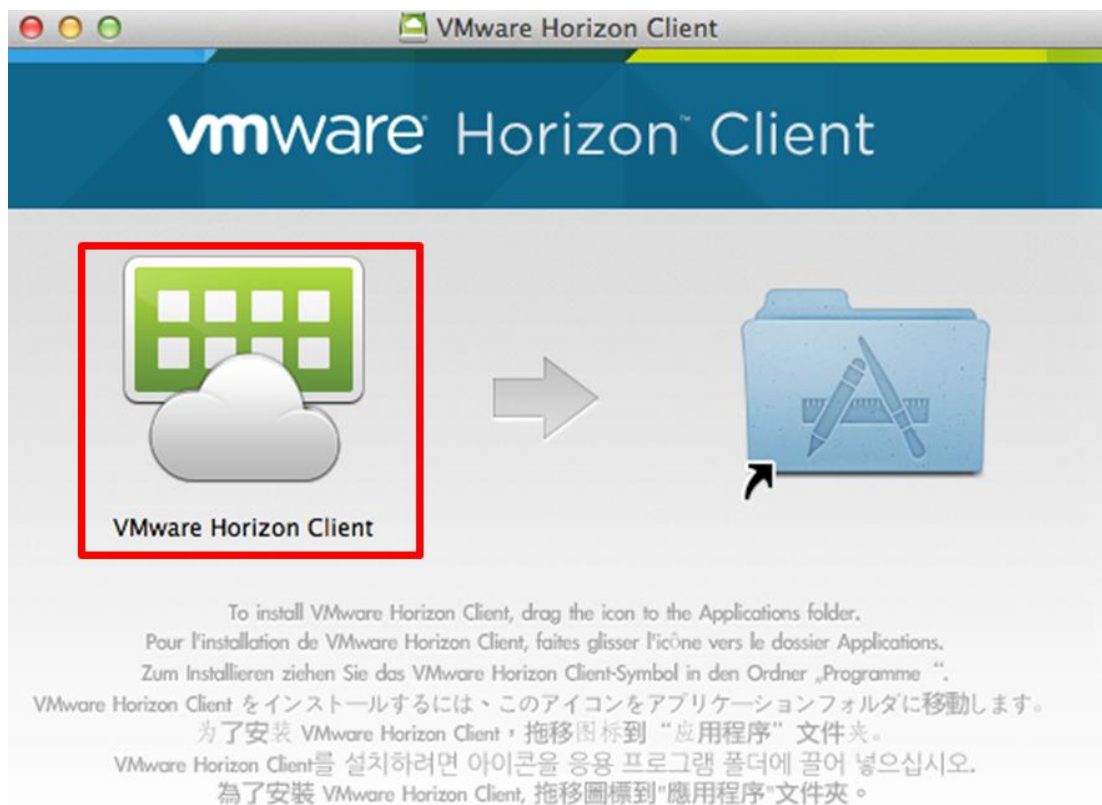 VMware Horizon Client
vmware Horizon™ Client
VMware Horizon Client
To install VMware Horizon Client, drag the icon to the Applications folder.
Pour l'installation de VMware Horizon Client, faites glisser l'icône vers le dossier Applications.
Zum Installieren ziehen Sie das VMware Horizon Client-Symbol in den Ordner „Programme “.
VMware Horizon Client をインストールするには、このアイコンをアプリケーションフォルダに移動します。
为了安装 VMware Horizon Client，拖移图标到 “应用程序” 文件夹。
VMware Horizon Client를 설치하려면 아이콘을 응용 프로그램 폴더에 끌어 넣으십시오.
為了安裝 VMware Horizon Client, 拖移圖標到"應用程序"文件夾。